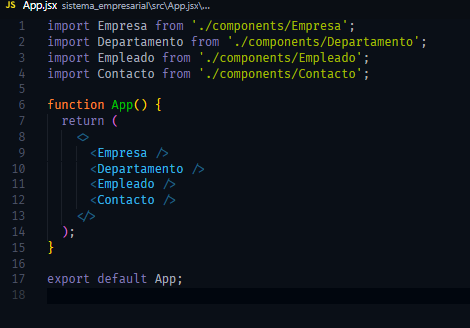 JS App.jsx sistema_empresarial\src\App.jsx\...
1 import Empresa from './components/Empresa';
2 import Departamento from './components/Departamento';
3 import Empleado from './components/Empleado';
4 import Contacto from './components/Contacto';
5
6 function App() {
7 return (
8 <>
9 <Empresa />
10 <Departamento />
11 <Empleado />
12 <Contacto />
13 </>
14 );
15 }
16
17 export default App;
18